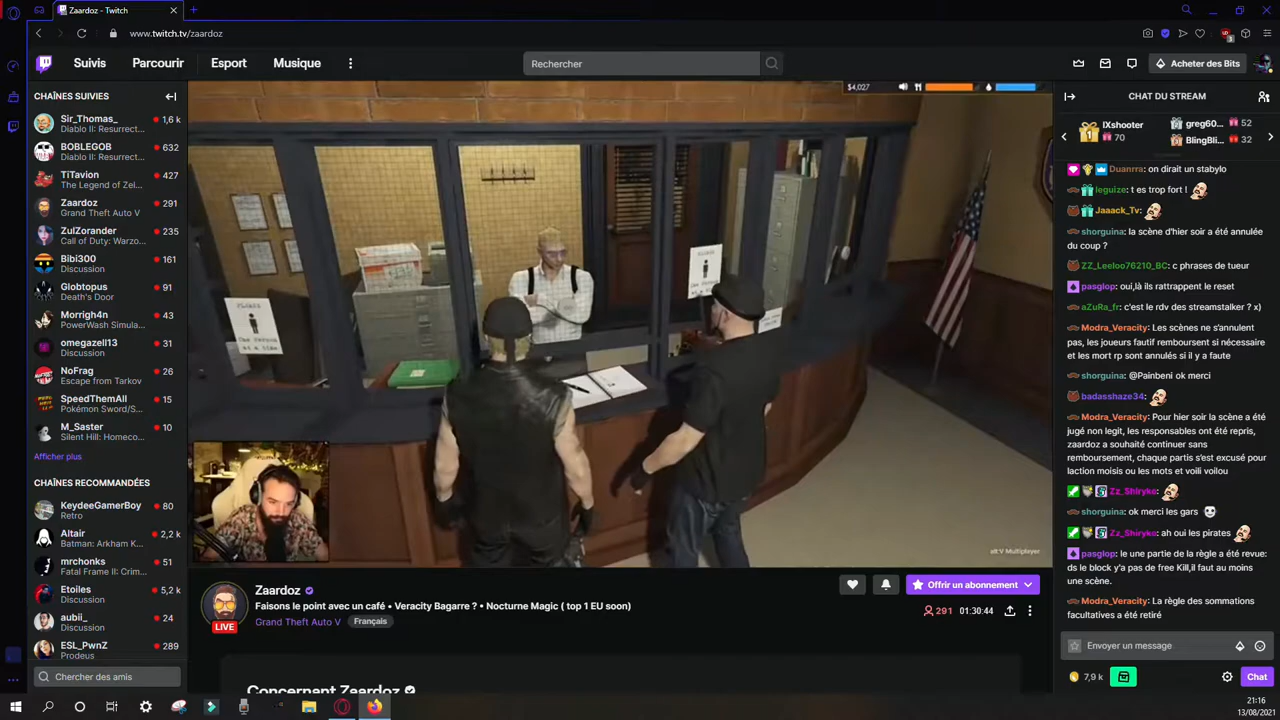 Zaardoz - Twitch
www.twitch.tv/zaardoz
Suivis
Parcourir
Esport
Musique
Rechercher
Acheter des Bits
CHAÎNES SUIVIES
Sir_Thomas_
1,6 k
Diablo II: Resurrect...
BOBLEGOB
632
Diablo II: Resurrect...
TiTavion
427
The Legend of Zel...
Zaardoz
291
Grand Theft Auto V
ZulZorander
235
Call of Duty: Warzo...
Bibi300
161
Discussion
Globtopus
57
Death's Door
Morrigh4n
43
PowerWash Simula...
omegazell13
31
Discussion
NoFrag
26
Escape from Tarkov
SpeedThemAll
15
Pokémon Sword/S...
M_Saster
10
Silent Hill: Homeco...
Afficher plus
CHAÎNES RECOMMANDÉES
KeydeeGamerBoy
80
Retro
Altair
2,2 k
Batman: Arkham K...
mrchonks
51
Fatal Frame II: Crim...
Etoiles
5,2 k
Discussion
aubii_
24
Discussion
ESL_PwnZ
289
Prodeus
Chercher des amis
$4,027
alt:V Multiplayer
Zaardoz
Faisons le point avec un café • Veracity Bagarre ? • Nocturne Magic ( top 1 EU soon)
Grand Theft Auto V
Français
LIVE
Offrir un abonnement
291
01:30:44
Concernant Zaardoz
CHAT DU STREAM
1
IXshooter
70
greg60...
52
BlingBli...
32
Duanrra: on dirait un stabylo
leguize: t es trop fort !
Jaaack_Tv:
shorguina: la scène d'hier soir a été annulée
du coup ?
ZZ_Leeloo76210_BC: c phrases de tueur
pasglop: oui,là ils rattrappent le reset
aZuRa_fr: c'est le rdv des streamstalker ? x)
Modra_Veracity: Les scènes ne s'annulent
pas, les joueurs fautif remboursent si nécessaire
et les mort rp sont annulés si il y a faute
shorguina: @Painbeni ok merci
badasshaze34:
Modra_Veracity: Pour hier soir la scène a été
jugé non legit, les responsables ont été repris,
zaardoz a souhaité continuer sans
remboursement, chaque partis s'est excusé pour
laction moisis ou les mots et voili voilou
Zz_Shiryko:
shorguina: ok merci les gars
Zz_Shiryko: ah oui les pirates
pasglop: le une partie de la règle a été revue:
ds le block y'a pas de free Kill,il faut au moins
une scène.
Modra_Veracity: La règle des sommations
facultatives a été retiré
Envoyer un message
7,9 k
Chat
21:16
13/08/2021